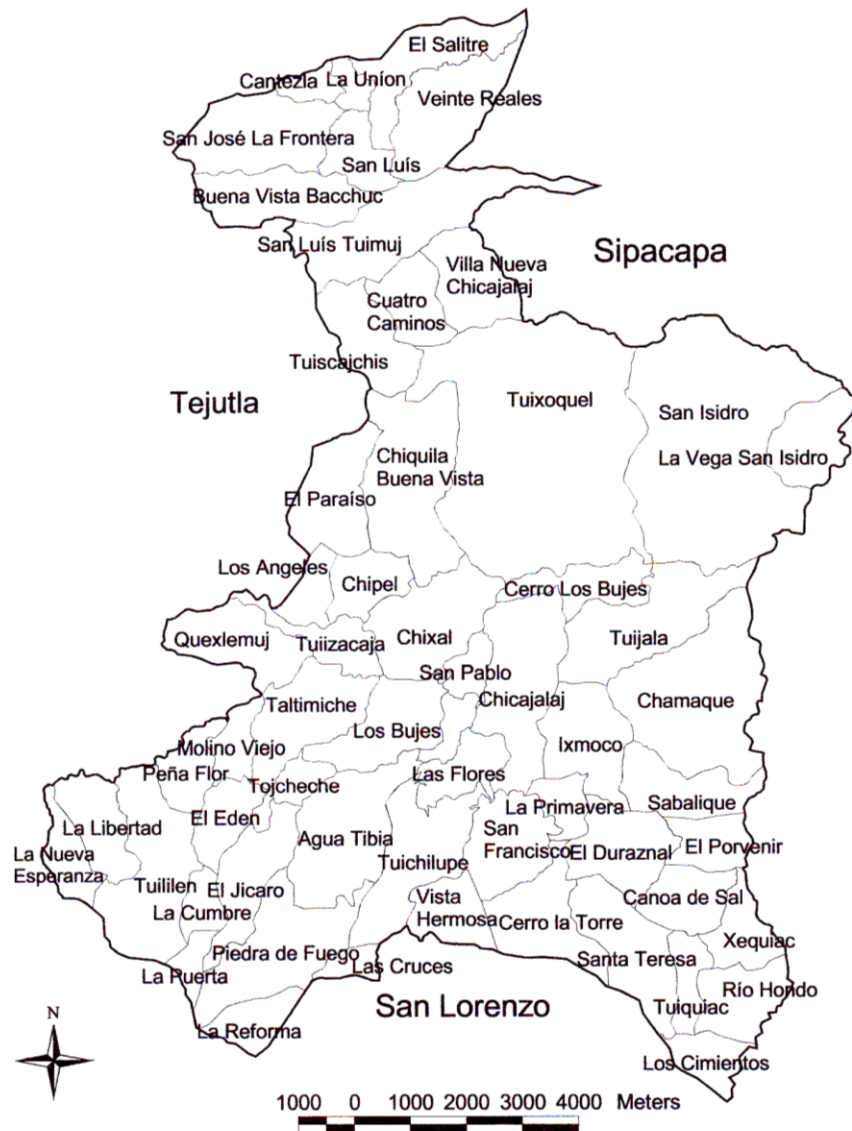 El Salitre
Cantezla
La Uníon
Veinte Reales
San José La Frontera
San Luís
Buena Vista Bacchuc
San Luís Tuimuj
Sipacapa
Villa Nueva
Chicajalaj
Cuatro
Caminos
Tuiscajchis
Tejutla
Tuixoquel
San Isidro
La Vega San Isidro
Chiquila
Buena Vista
El Paraíso
Los Angeles
Chipel
Cerro Los Bujes
Quexlemuj
Tuiizacaja
Chixal
Tuijala
San Pablo
Chicajalaj
Chamaque
Taltimiche
Los Bujes
Ixmoco
Molino Viejo
Peña Flor
Tojcheche
Las Flores
La Primavera
Sabalique
La Libertad
El Eden
Agua Tibia
San
Francisco
El Duraznal
El Porvenir
La Nueva
Esperanza
Tuichilupe
Tuililen
El Jicaro
Vista
Hermosa
Canoa de Sal
La Cumbre
Cerro la Torre
Xequiac
Piedra de Fuego
Las Cruces
Santa Teresa
La Puerta
Río Hondo
San Lorenzo
Tuiquiac
La Reforma
Los Cimientos
N
1000 0 1000 2000 3000 4000 Meters